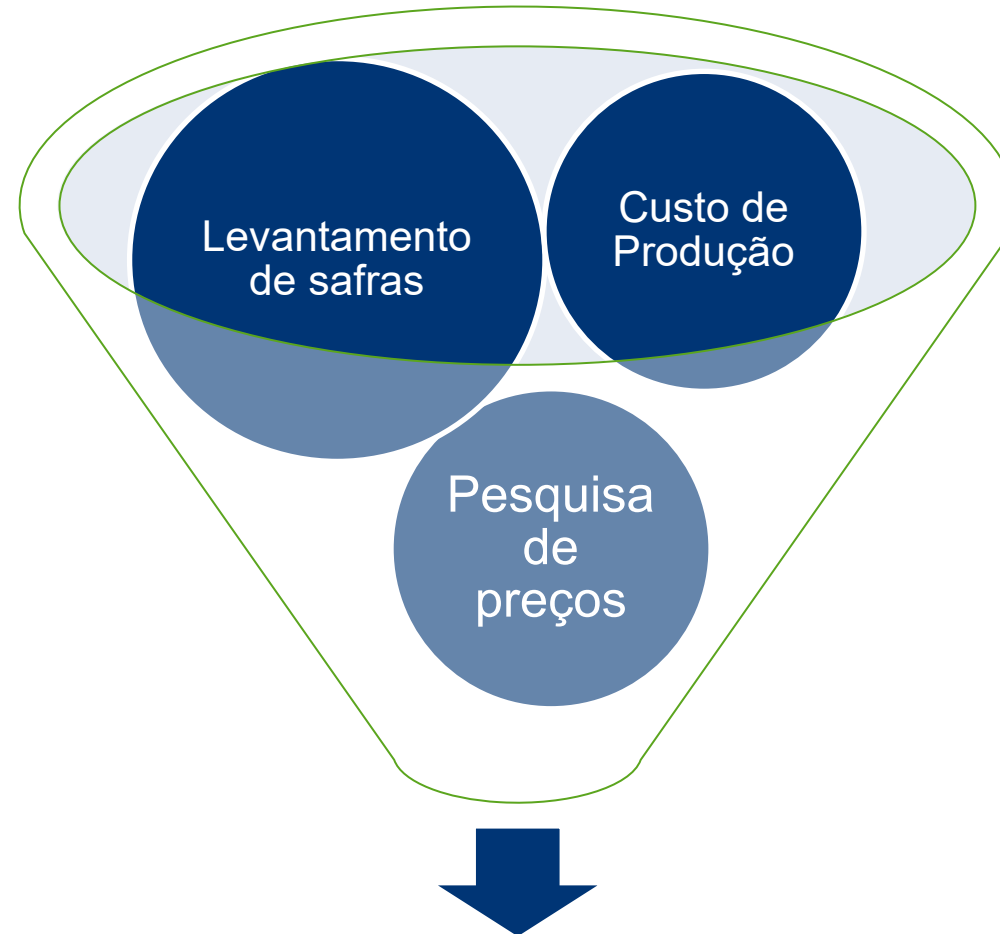 Levantamento
de safras
Custo de
Produção
Pesquisa
de
preços